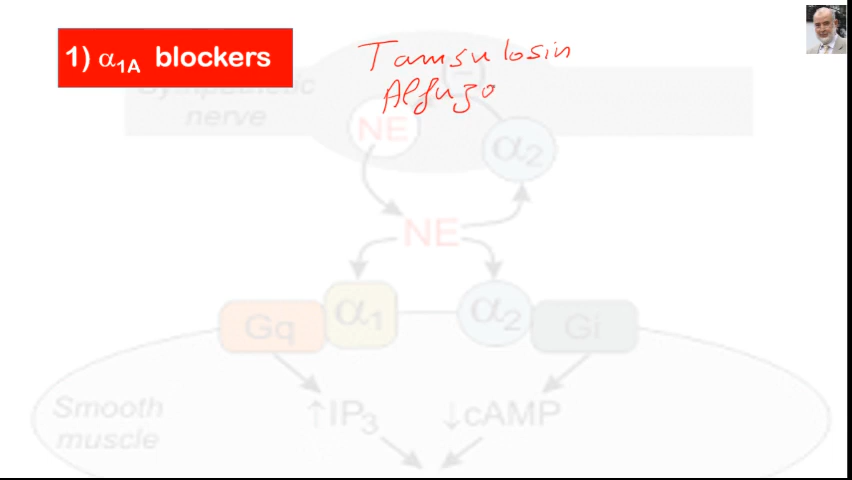 1) α1A blockers
Tamsulosin
Alfuzo
Sympathetic
nerve
NE
α2
NE
Gq
α1
α2
Gi
Smooth
muscle
↑IP3
↓cAMP